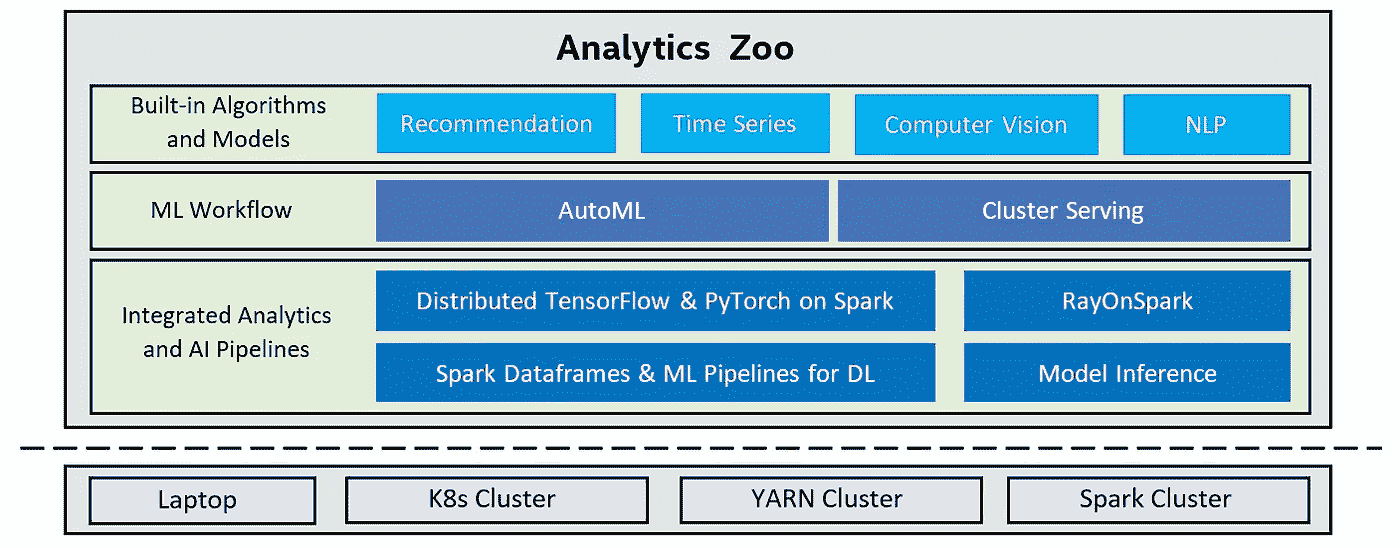 Analytics Zoo
Built-in Algorithms
and Models
Recommendation
Time Series
Computer Vision
NLP
ML Workflow
AutoML
Cluster Serving
Integrated Analytics
and AI Pipelines
Distributed TensorFlow & PyTorch on Spark
RayOnSpark
Spark Dataframes & ML Pipelines for DL
Model Inference
Laptop
K8s Cluster
YARN Cluster
Spark Cluster